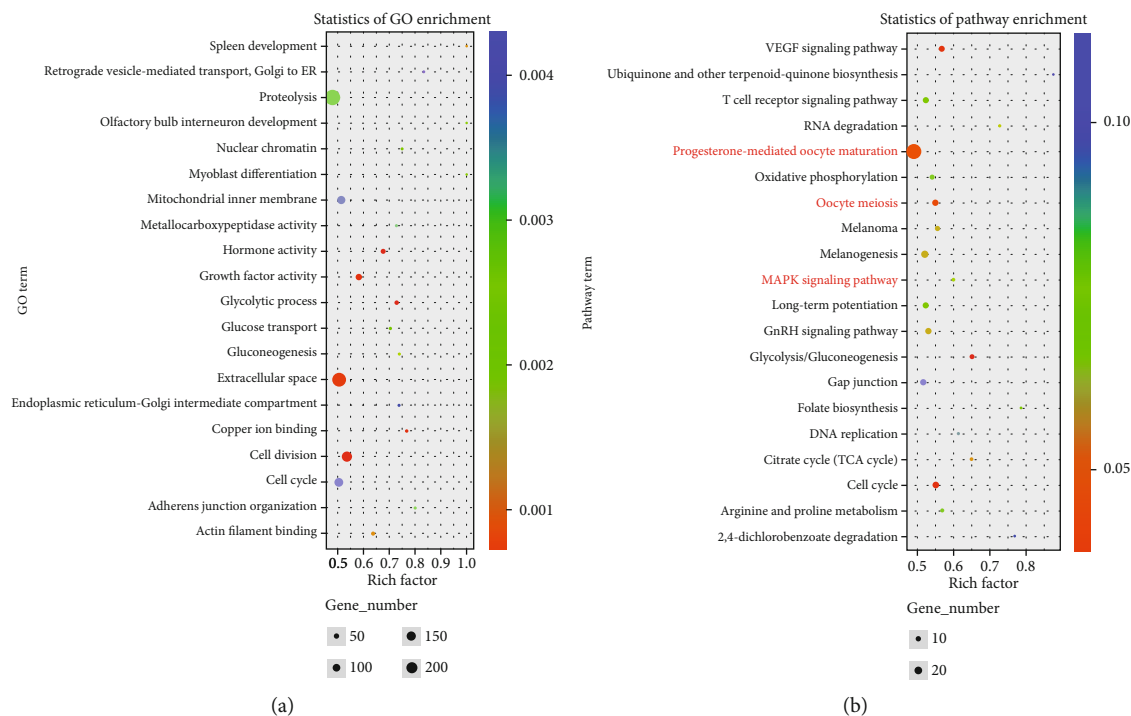 Statistics of GO enrichment
GO term
Spleen development
Retrograde vesicle-mediated transport, Golgi to ER
Proteolysis
Olfactory bulb interneuron development
Nuclear chromatin
Myoblast differentiation
Mitochondrial inner membrane
Metallocarboxypeptidase activity
Hormone activity
Growth factor activity
Glycolytic process
Glucose transport
Gluconeogenesis
Extracellular space
Endoplasmic reticulum-Golgi intermediate compartment
Copper ion binding
Cell division
Cell cycle
Adherens junction organization
Actin filament binding
0.5 0.6 0.7 0.8 0.9 1.0
Rich factor
0.004
0.003
0.002
0.001
Gene_number
50 150
100 200
(a)
Statistics of pathway enrichment
Pathway term
VEGF signaling pathway
Ubiquinone and other terpenoid-quinone biosynthesis
T cell receptor signaling pathway
RNA degradation
Progesterone-mediated oocyte maturation
Oxidative phosphorylation
Oocyte meiosis
Melanoma
Melanogenesis
MAPK signaling pathway
Long-term potentiation
GnRH signaling pathway
Glycolysis/Gluconeogenesis
Gap junction
Folate biosynthesis
DNA replication
Citrate cycle (TCA cycle)
Cell cycle
Arginine and proline metabolism
2,4-dichlorobenzoate degradation
0.5 0.6 0.7 0.8
Rich factor
0.10
0.05
Gene_number
10
20
(b)